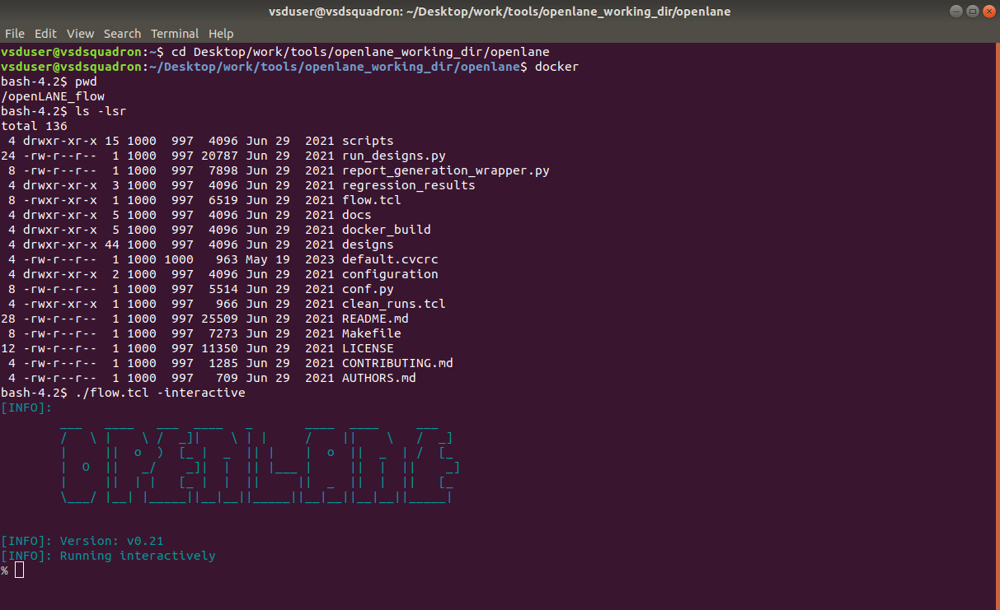 vsduser@vsdsquadron: ~/Desktop/work/tools/openlane_working_dir/openlane
File Edit View Search Terminal Help
vsduser@vsdsquadron:~$ cd Desktop/work/tools/openlane_working_dir/openlane
vsduser@vsdsquadron:~/Desktop/work/tools/openlane_working_dir/openlane$ docker
bash-4.2$ pwd
/openLANE_flow
bash-4.2$ ls -lsr
total 136
 4 drwxr-xr-x 15 1000  997  4096 Jun 29  2021 scripts
24 -rw-r--r--  1 1000  997 20787 Jun 29  2021 run_designs.py
 8 -rw-r--r--  1 1000  997  7898 Jun 29  2021 report_generation_wrapper.py
 4 drwxr-xr-x  3 1000  997  4096 Jun 29  2021 regression_results
 8 -rwxr-xr-x  1 1000  997  6519 Jun 29  2021 flow.tcl
 4 drwxr-xr-x  5 1000  997  4096 Jun 29  2021 docs
 4 drwxr-xr-x  5 1000  997  4096 Jun 29  2021 docker_build
 4 drwxr-xr-x 44 1000  997  4096 Jun 29  2021 designs
 4 -rw-r--r--  1 1000 1000   963 May 19  2023 default.cvcrc
 4 drwxr-xr-x  2 1000  997  4096 Jun 29  2021 configuration
 8 -rw-r--r--  1 1000  997  5514 Jun 29  2021 conf.py
 4 -rwxr-xr-x  1 1000  997   966 Jun 29  2021 clean_runs.tcl
28 -rw-r--r--  1 1000  997 25509 Jun 29  2021 README.md
 8 -rw-r--r--  1 1000  997  7273 Jun 29  2021 Makefile
12 -rw-r--r--  1 1000  997 11350 Jun 29  2021 LICENSE
 4 -rw-r--r--  1 1000  997  1285 Jun 29  2021 CONTRIBUTING.md
 4 -rw-r--r--  1 1000  997   709 Jun 29  2021 AUTHORS.md
bash-4.2$ ./flow.tcl -interactive
[INFO]:
        ___   ____   ___  ____   _       ____  ____     ___
        /   \ |    \ /  _]|    \ | |     /    ||    \   /  _]
        |     ||  o  )  [_ |  _  || |    |  o  ||  _  | /  [_
        |  O  ||   _/    _]|  |  || |___ |     ||  |  ||    _]
        |     ||  | |   [_ |  |  ||     ||  _  ||  |  ||   [_
        \___/ |__| |_____||__|__||_____||__|__||__|__||_____|
[INFO]: Version: v0.21
[INFO]: Running interactively
%